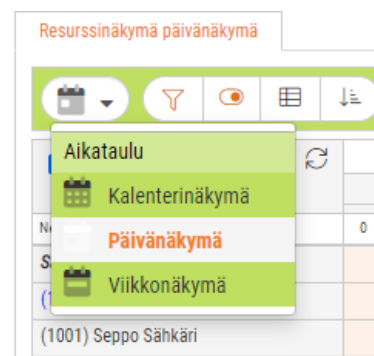 Resurssinäkymä päivänäkymä
Aikataulu
Kalenterinäkymä
0
Päivänäkymä
Viikkonäkymä
(1001) Seppo Sähkäri